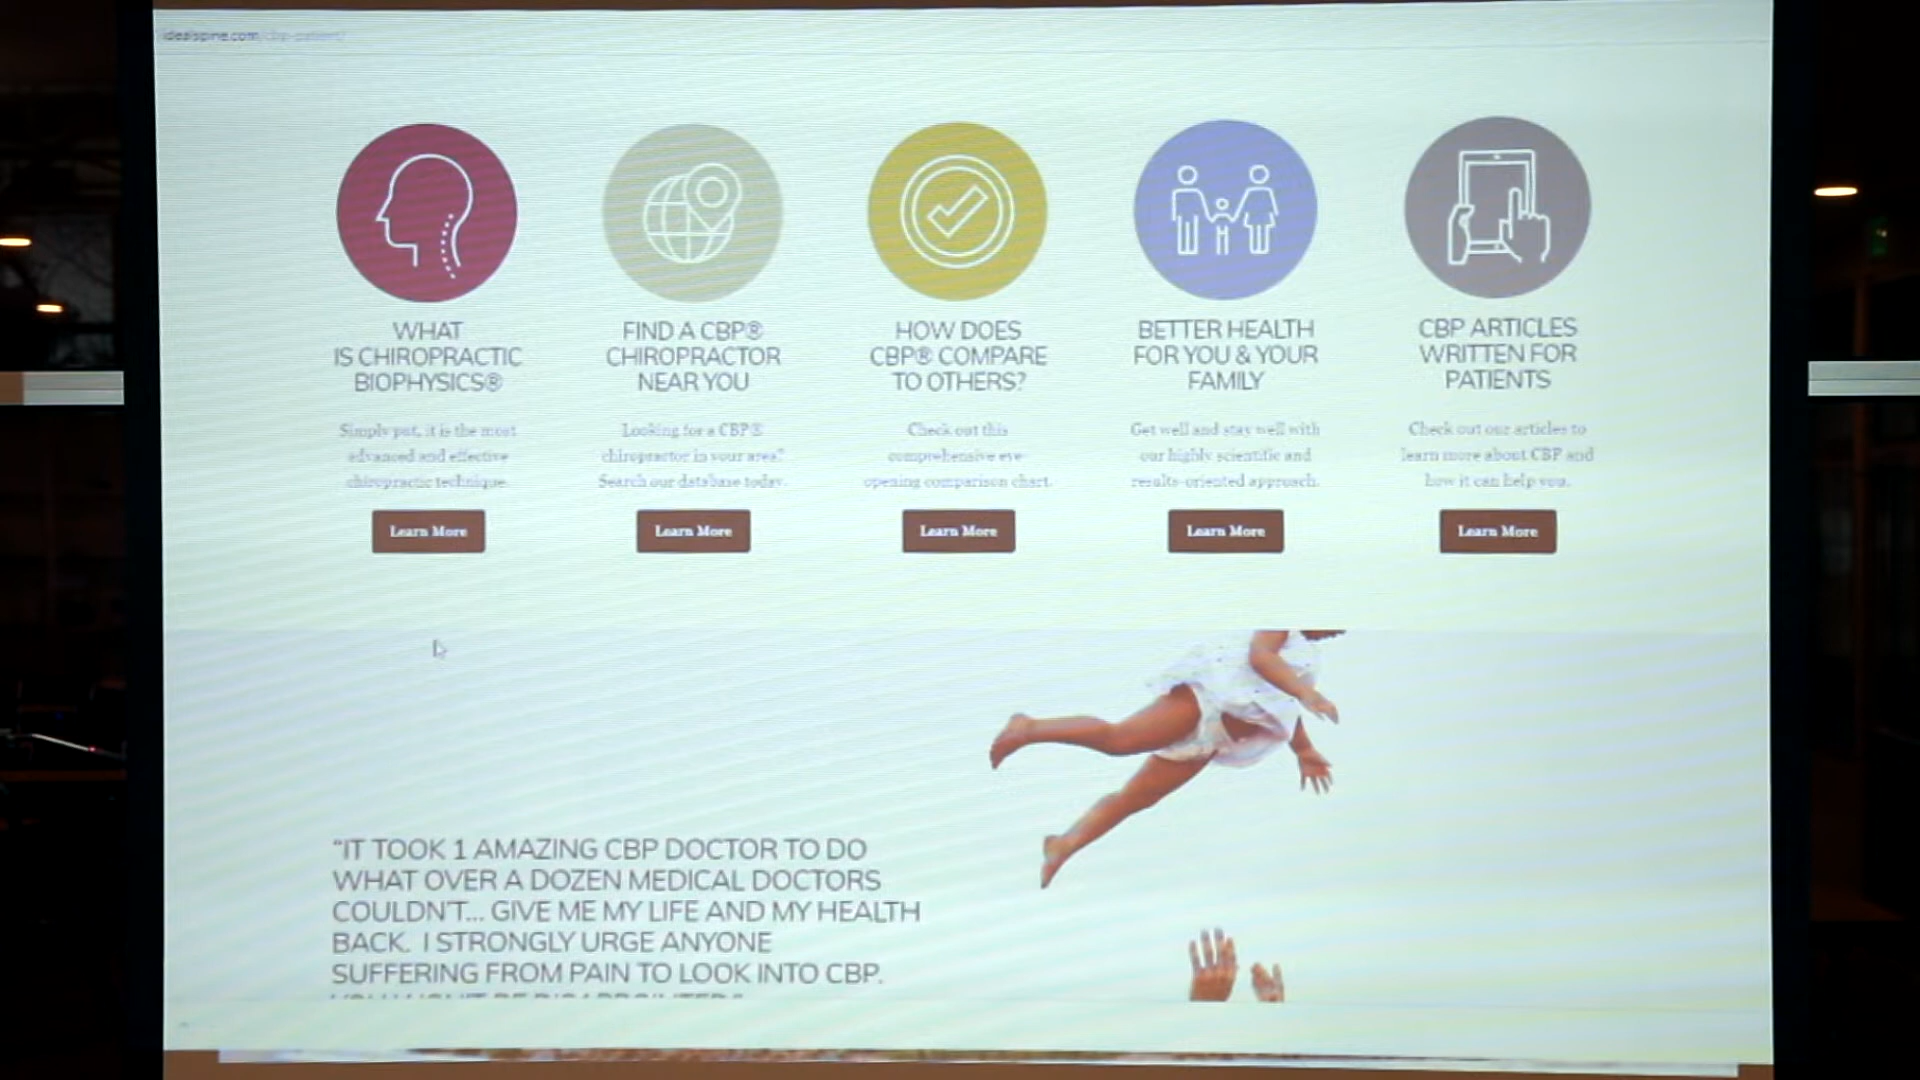 idealspine.com/cbp-patient/
WHAT
IS CHIROPRACTIC
BIOPHYSICS®
Simply put, it is the most
advanced and effective
chiropractic technique.
Learn More
FIND A CBP®
CHIROPRACTOR
NEAR YOU
Looking for a CBP®
chiropractor in your area?
Search our database today.
Learn More
HOW DOES
CBP® COMPARE
TO OTHERS?
Check out this
comprehensive eye-
opening comparison chart.
Learn More
BETTER HEALTH
FOR YOU & YOUR
FAMILY
Get well and stay well with
our highly scientific and
results-oriented approach.
Learn More
CBP ARTICLES
WRITTEN FOR
PATIENTS
Check out our articles to
learn more about CBP and
how it can help you.
Learn More
“IT TOOK 1 AMAZING CBP DOCTOR TO DO
WHAT OVER A DOZEN MEDICAL DOCTORS
COULDN'T... GIVE ME MY LIFE AND MY HEALTH
BACK. I STRONGLY URGE ANYONE
SUFFERING FROM PAIN TO LOOK INTO CBP.